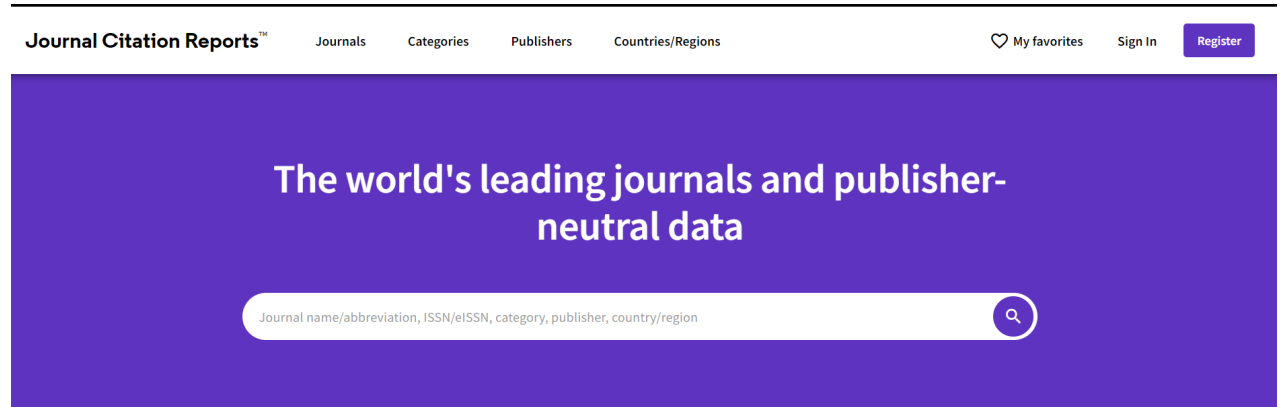 Journal Citation Reports™ Journals Categories Publishers Countries/Regions My favorites Sign In Register
The world's leading journals and publisher-
neutral data
Journal name/abbreviation, ISSN/eISSN, category, publisher, country/region